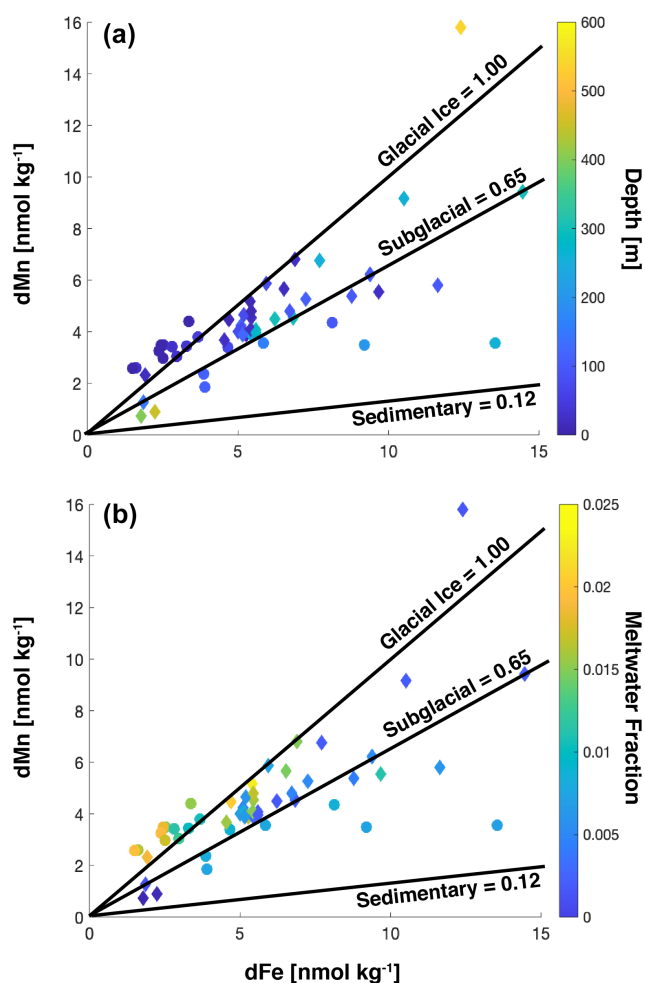 (a)
16
14
12
10
8
6
4
2
0
dMn [nmol kg⁻¹]
Glacial Ice = 1.00
Subglacial = 0.65
Sedimentary = 0.12
0 5 10 15
600
500
400
300
200
100
0
Depth [m]
(b)
16
14
12
10
8
6
4
2
0
dMn [nmol kg⁻¹]
Glacial Ice = 1.00
Subglacial = 0.65
Sedimentary = 0.12
0 5 10 15
dFe [nmol kg⁻¹]
0.025
0.02
0.015
0.01
0.005
0
Meltwater Fraction